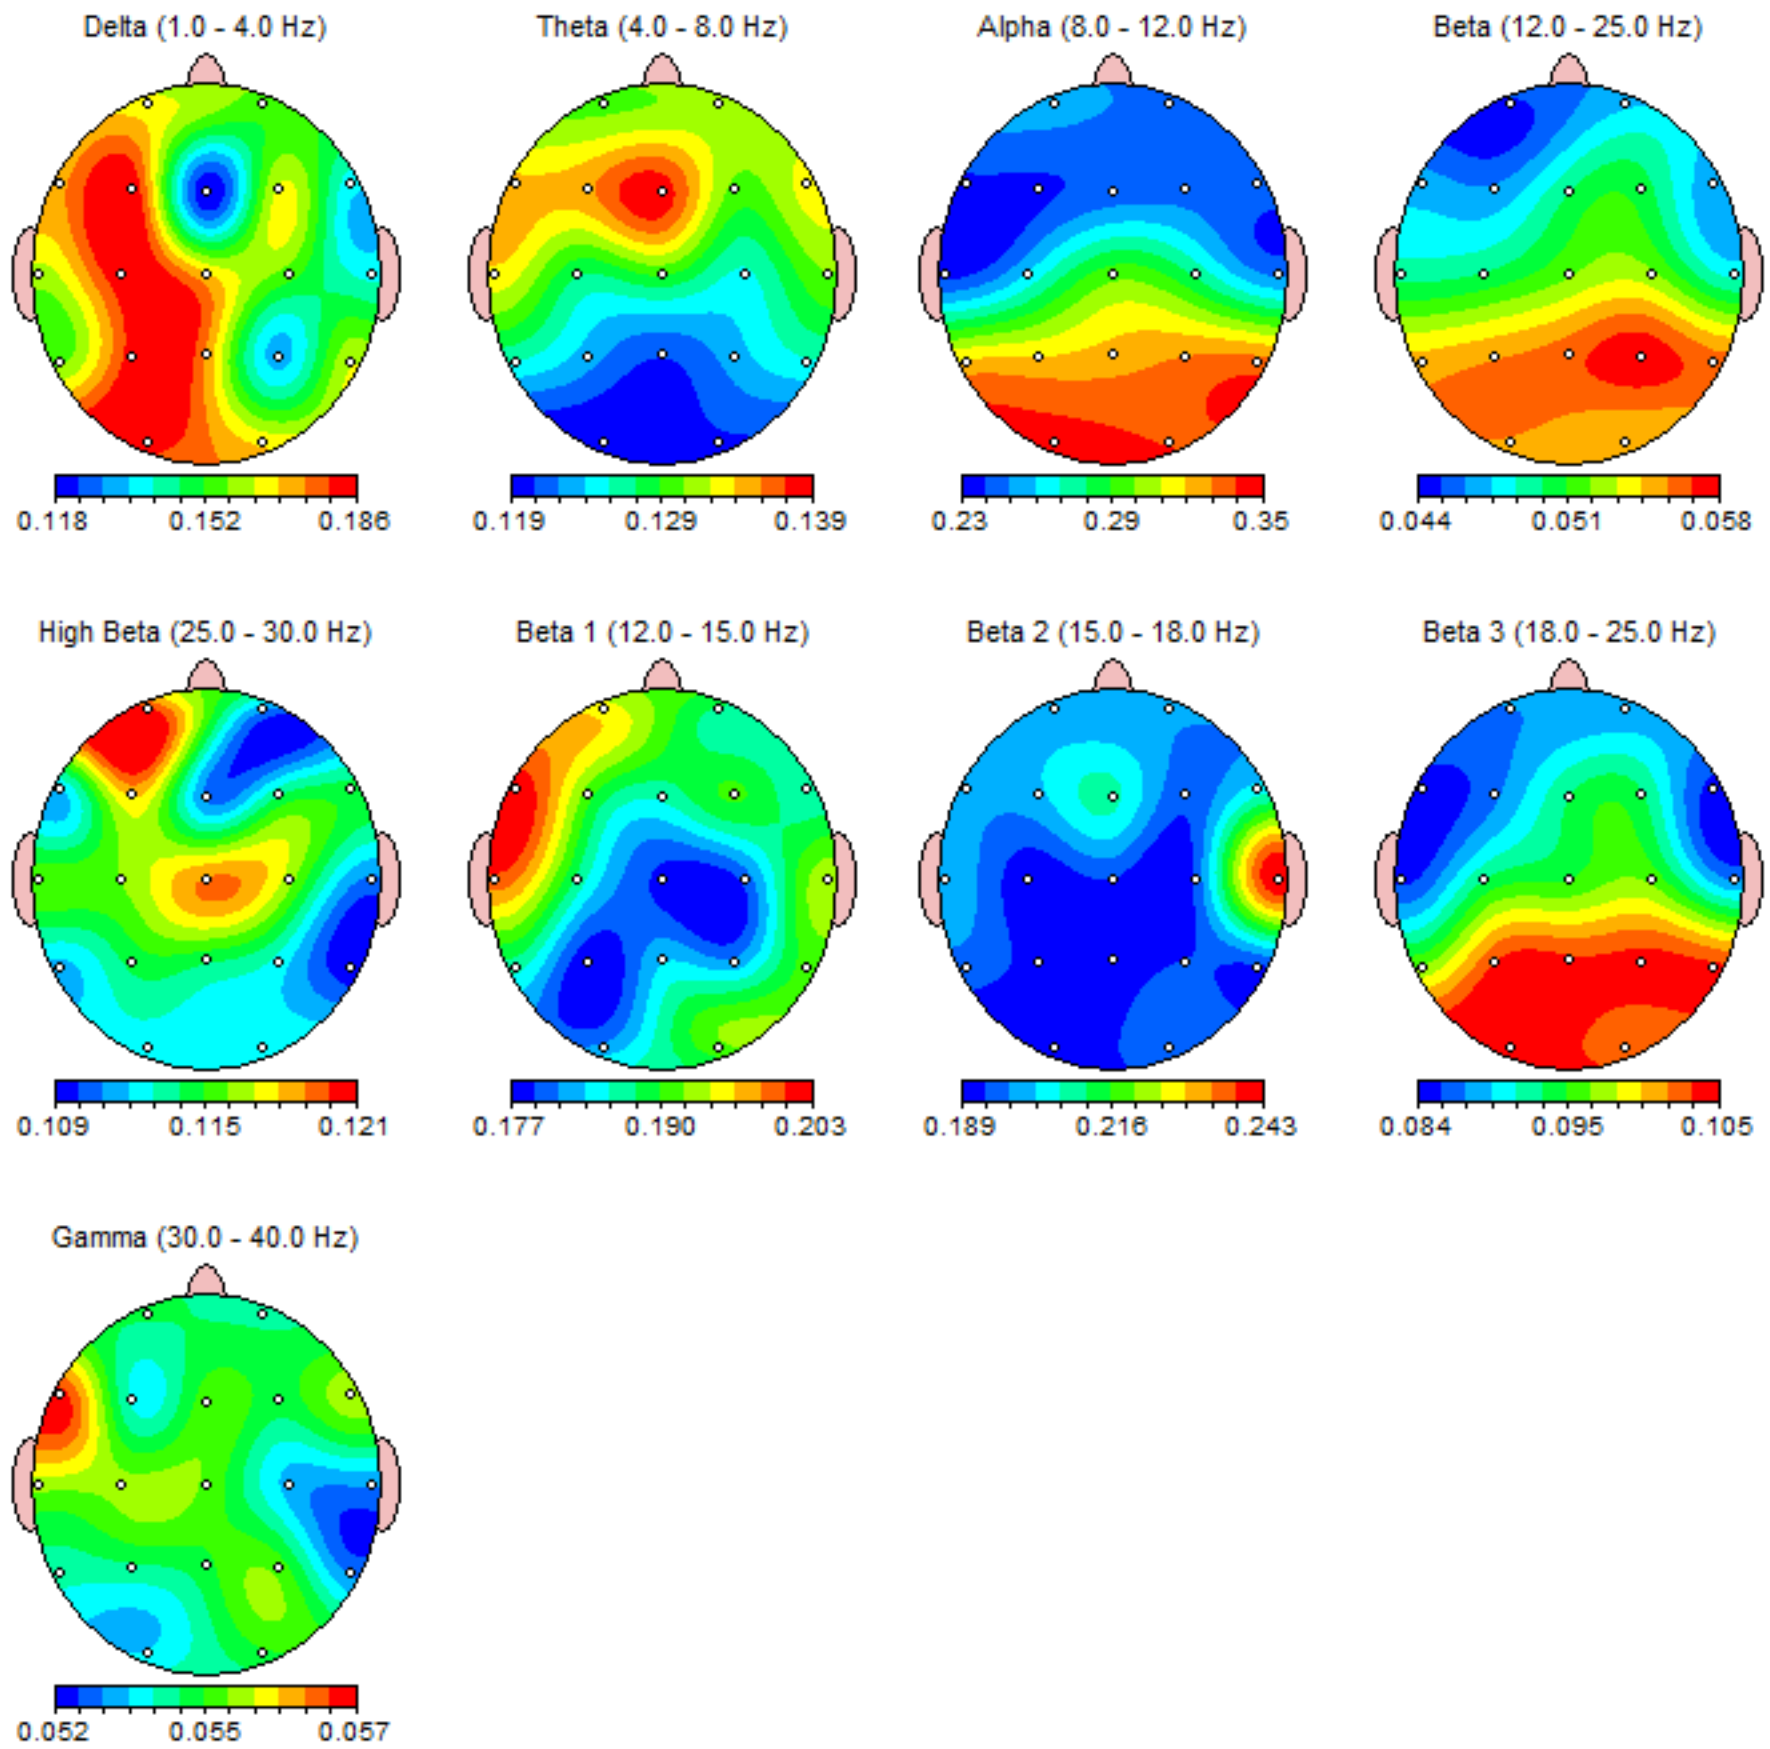 Delta (1.0 - 4.0 Hz) Theta (4.0 - 8.0 Hz) Alpha (8.0 - 12.0 Hz) Beta (12.0 - 25.0 Hz)
0.118 0.152 0.186 0.119 0.129 0.139 0.23 0.29 0.35 0.044 0.051 0.058
High Beta (25.0 - 30.0 Hz) Beta 1 (12.0 - 15.0 Hz) Beta 2 (15.0 - 18.0 Hz) Beta 3 (18.0 - 25.0 Hz)
0.109 0.115 0.121 0.177 0.190 0.203 0.189 0.216 0.243 0.084 0.095 0.105
Gamma (30.0 - 40.0 Hz)
0.052 0.055 0.057